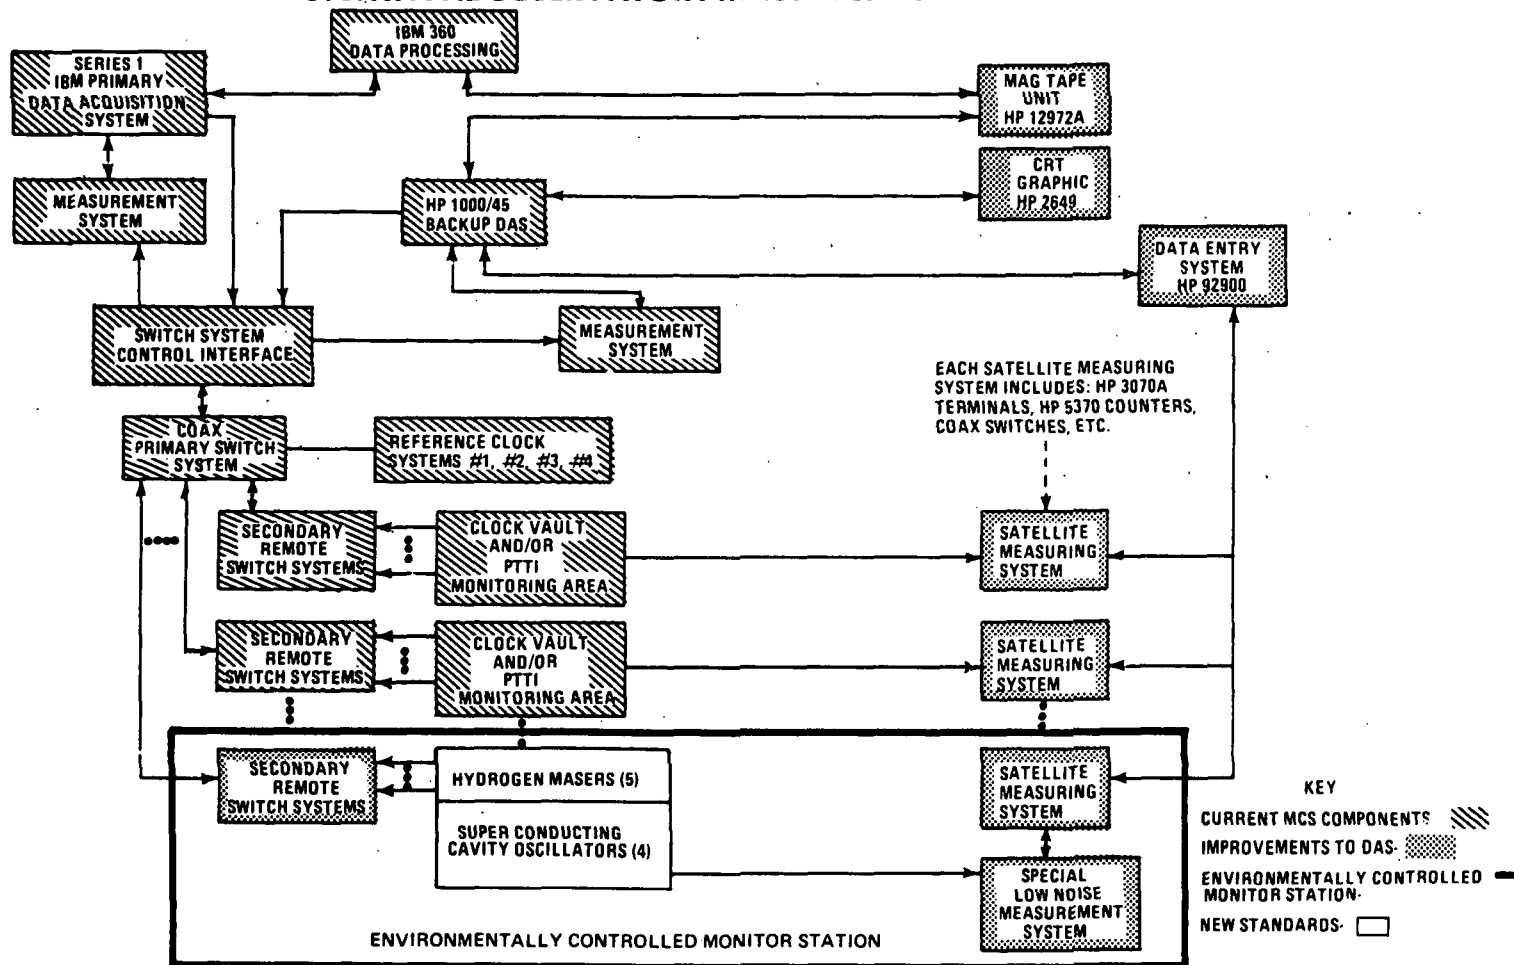 IBM 360
DATA PROCESSING
SERIES 1
IBM PRIMARY
DATA ACQUISITION
SYSTEM
MAG TAPE
UNIT
HP 12972A
CRT
GRAPHIC
HP 2649
MEASUREMENT
SYSTEM
HP 1000/45
BACKUP DAS
DATA ENTRY
SYSTEM
HP 92900
SWITCH SYSTEM
CONTROL INTERFACE
MEASUREMENT
SYSTEM
EACH SATELLITE MEASURING
SYSTEM INCLUDES: HP 3070A
TERMINALS, HP 5370 COUNTERS,
COAX SWITCHES, ETC.
COAX
PRIMARY SWITCH
SYSTEM
REFERENCE CLOCK
SYSTEMS #1, #2, #3, #4
SECONDARY
REMOTE
SWITCH SYSTEMS
CLOCK VAULT
AND/OR
PTTI
MONITORING AREA
SATELLITE
MEASURING
SYSTEM
SECONDARY
REMOTE
SWITCH SYSTEMS
CLOCK VAULT
AND/OR
PTTI
MONITORING AREA
SATELLITE
MEASURING
SYSTEM
SECONDARY
REMOTE
SWITCH SYSTEMS
HYDROGEN MASERS (5)
SUPER CONDUCTING
CAVITY OSCILLATORS (4)
SATELLITE
MEASURING
SYSTEM
SPECIAL
LOW NOISE
MEASUREMENT
SYSTEM
ENVIRONMENTALLY CONTROLLED MONITOR STATION
KEY
CURRENT MCS COMPONENTS
IMPROVEMENTS TO DAS-
ENVIRONMENTALLY CONTROLLED
MONITOR STATION-
NEW STANDARDS-